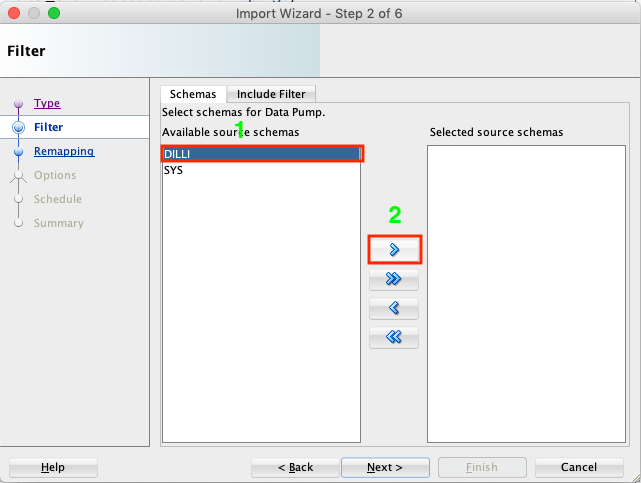 Import Wizard - Step 2 of 6
Filter
Type
Filter
Remapping
Options
Schedule
Summary
Schemas
Include Filter
Select schemas for Data Pump.
Available source schemas
1
DILLI
SYS
2
Selected source schemas
Help
< Back
Next >
Finish
Cancel